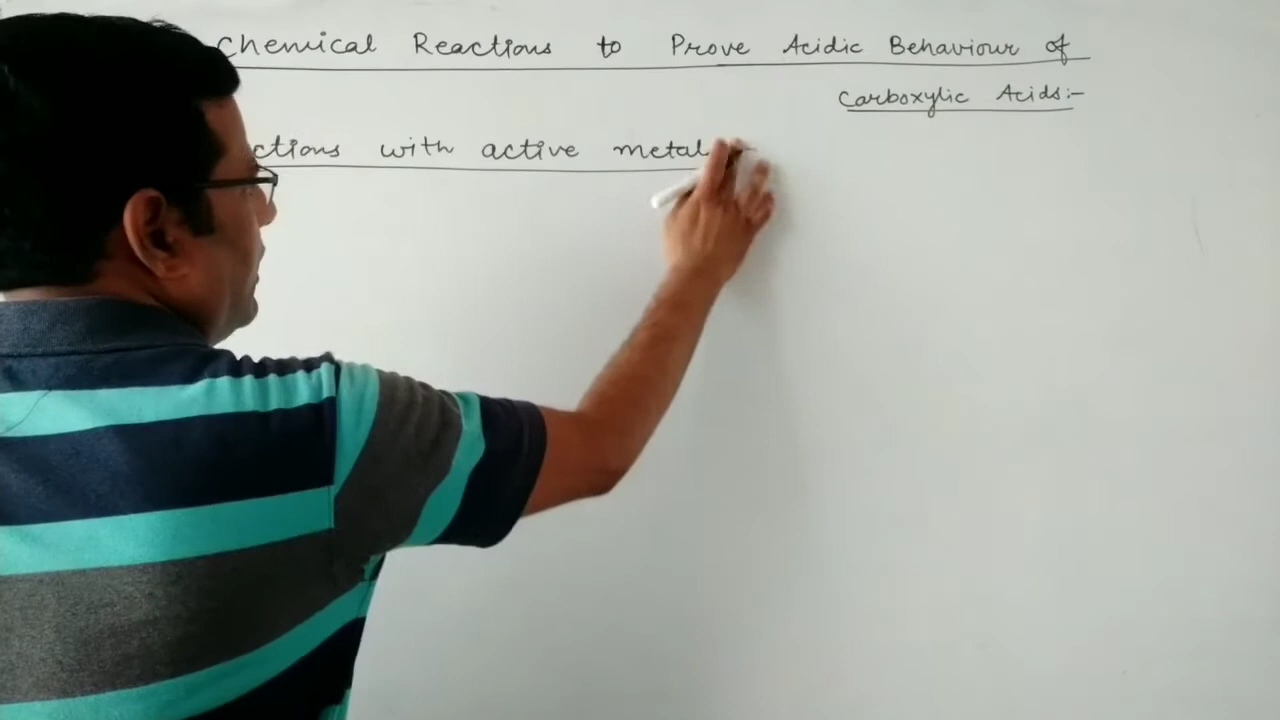 Chemical Reactions to Prove Acidic Behaviour of
Carboxylic Acids:-
ctions with active metal